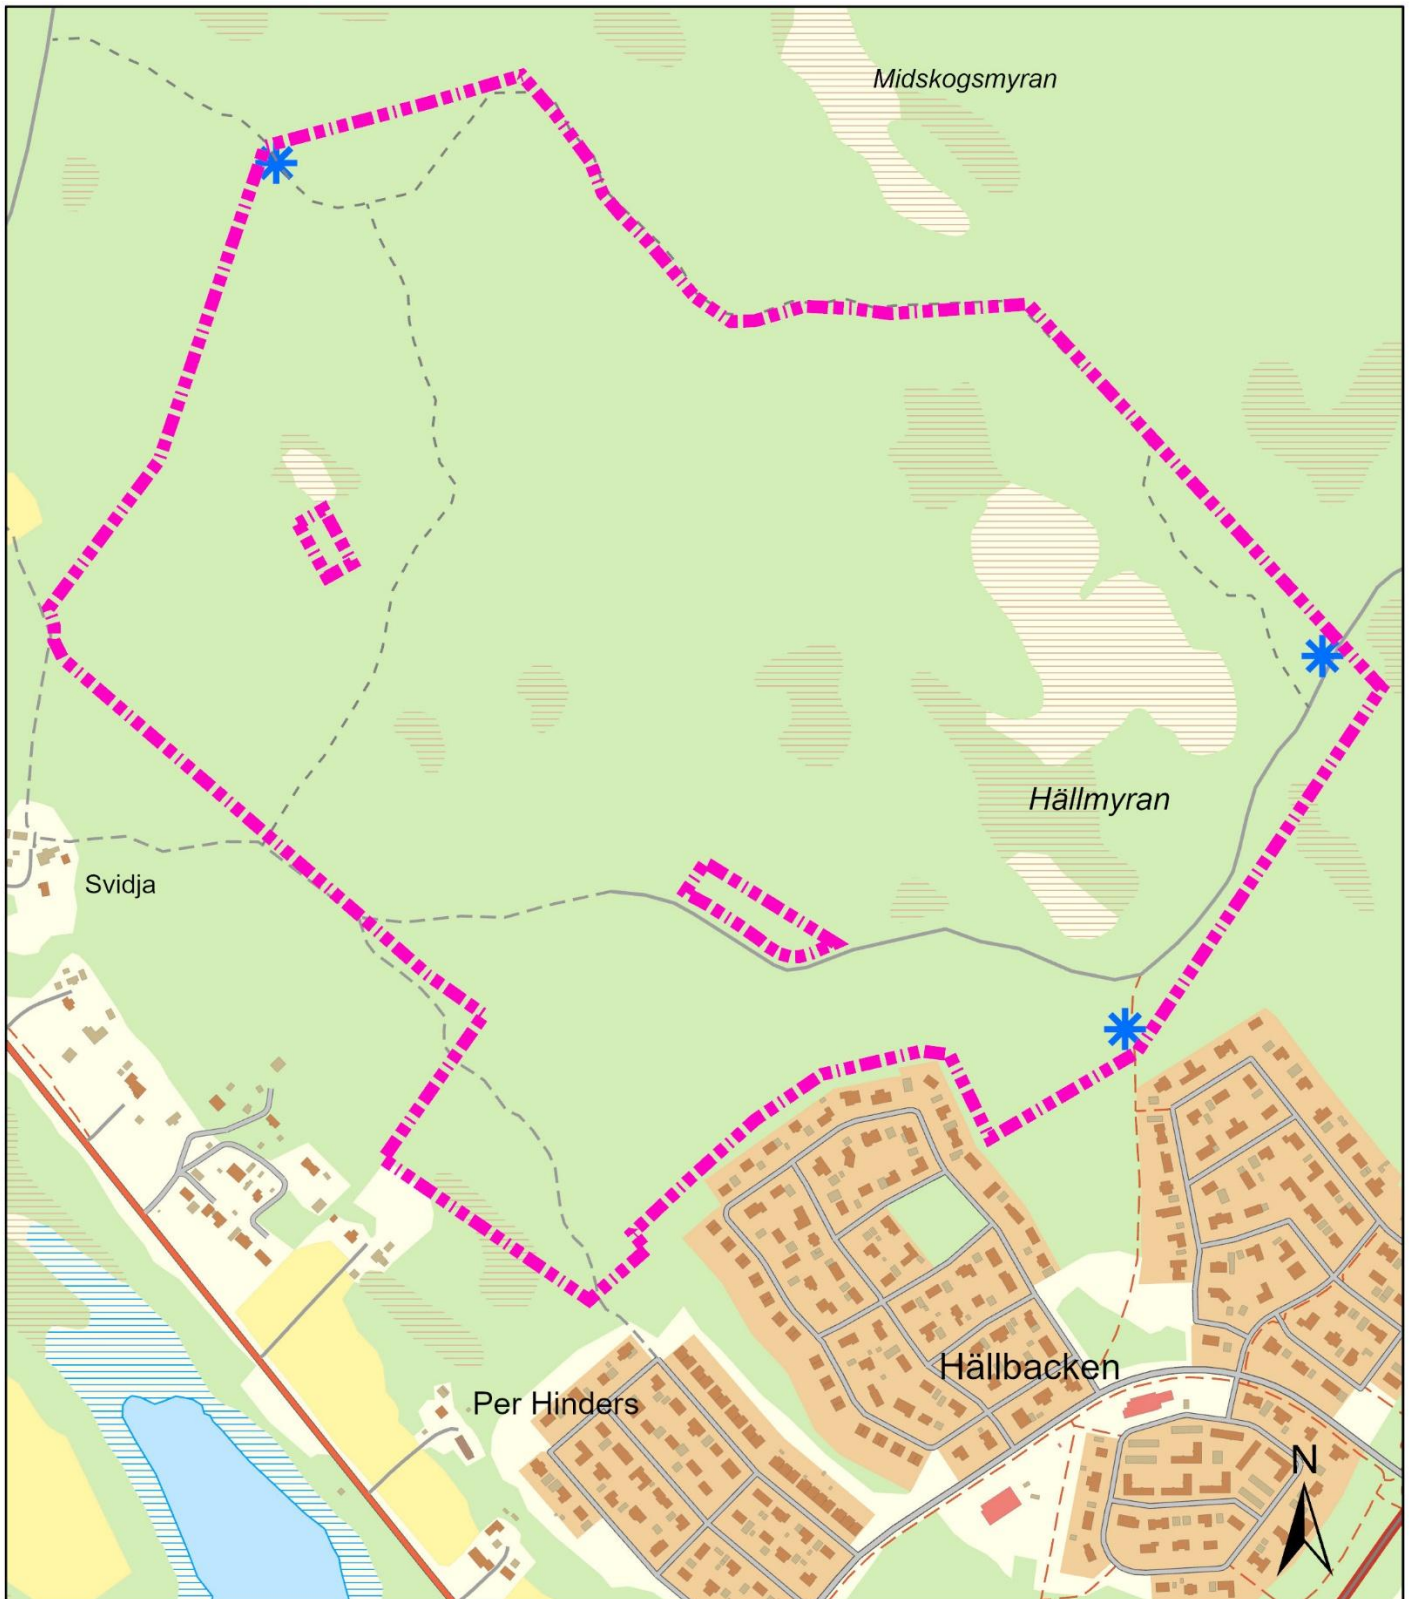 Midskogsmyran
Hällmyran
Svidja
Hällbacken
Per Hinders
N